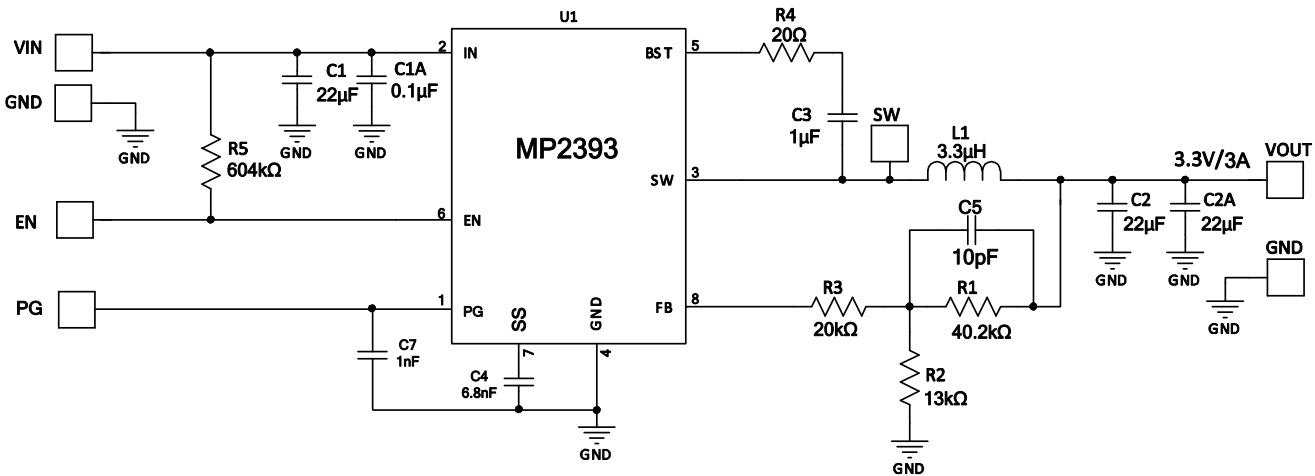 U1
VIN
2
IN
BST
5
R4
20Ω
C1
22μF
C1A
0.1μF
GND
GND
GND
GND
R5
604kΩ
MP2393
C3
1μF
SW
L1
3.3μH
SW
3
3.3V/3A
VOUT
C2
22μF
C2A
22μF
GND
GND
GND
GND
EN
6
EN
C5
10pF
PG
1
PG
SS
7
GND
4
FB
8
R3
20kΩ
R1
40.2kΩ
C7
1nF
C4
6.8nF
R2
13kΩ
GND
GND